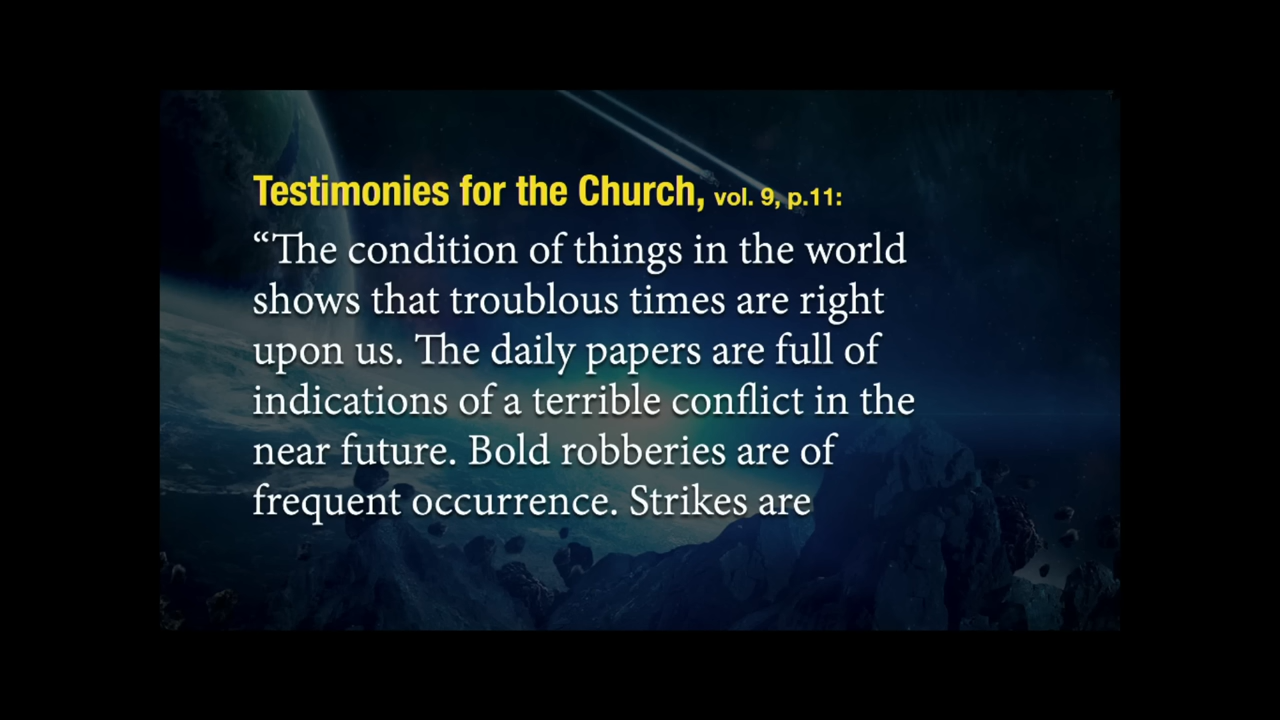 Testimonies for the Church, vol. 9, p.11:
“The condition of things in the world
shows that troublous times are right
upon us. The daily papers are full of
indications of a terrible conflict in the
near future. Bold robberies are of
frequent occurrence. Strikes are